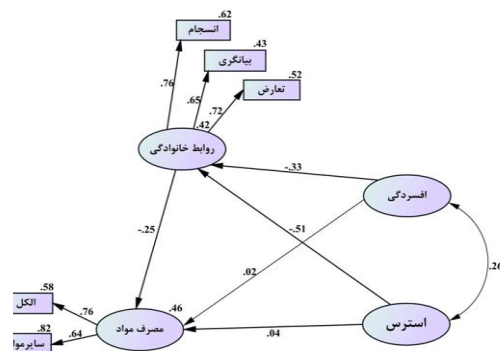 .62
انسجام
.43
بیانگری
.52
تعارض
.76
.65
.72
.42
روابط خانوادگی
-.33
افسردگی
-.25
-.51
.02
.26
.58
الکل
.76
.46
مصرف مواد
.04
استرس
.82
.64